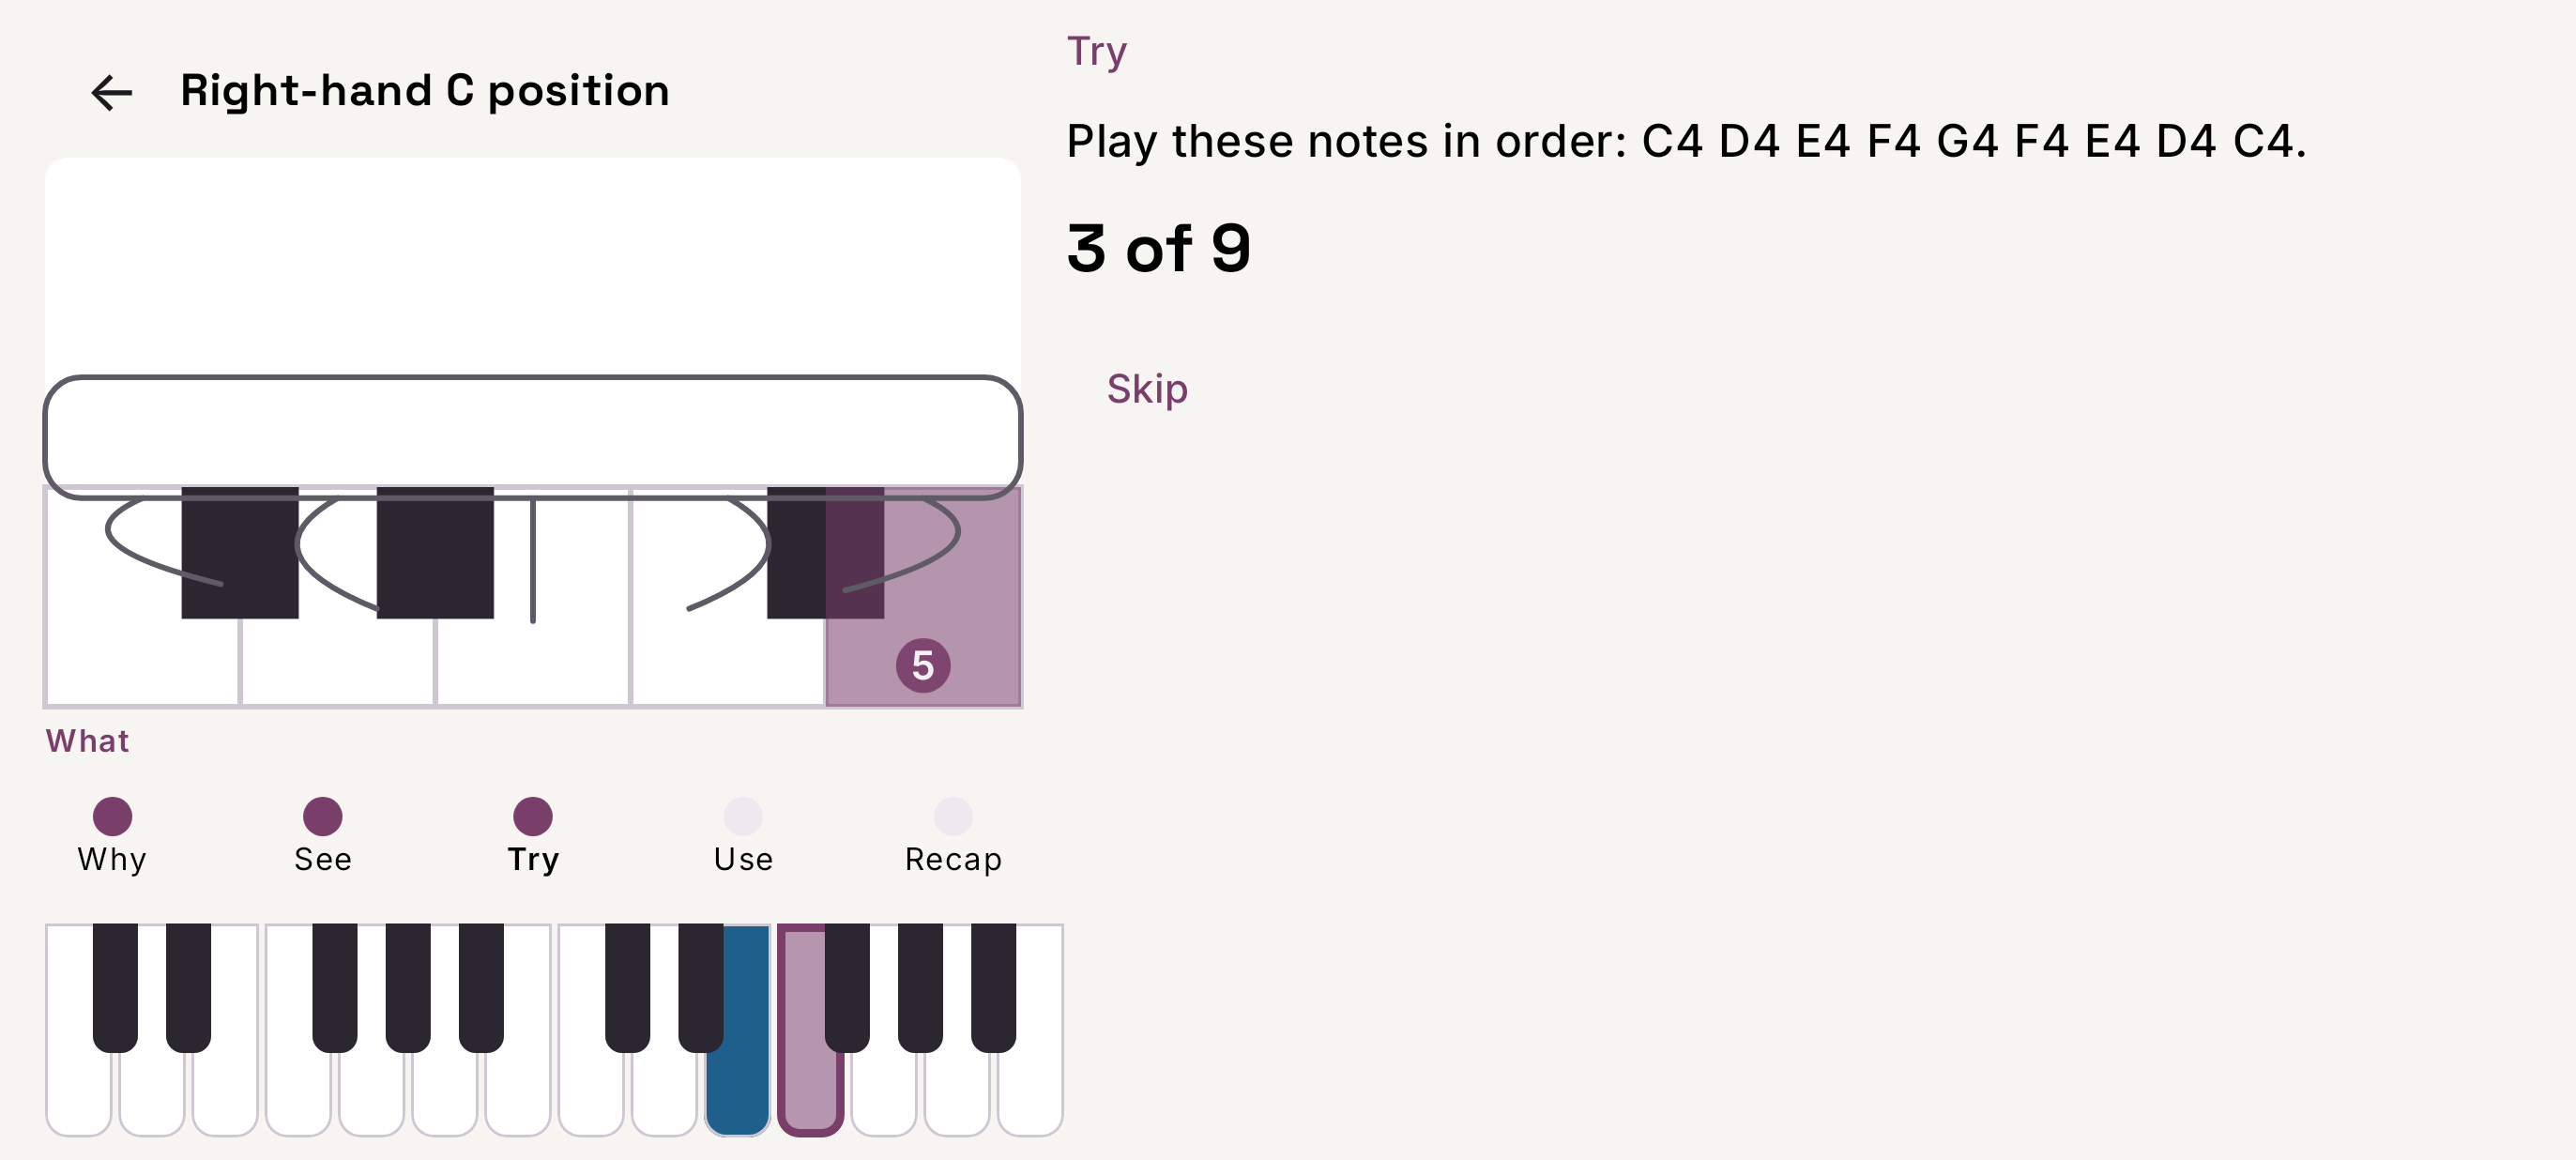 Right-hand C position
5
What
Why
See
Try
Use
Recap
Try
Play these notes in order: C4 D4 E4 F4 G4 F4 E4 D4 C4.
3 of 9
Skip